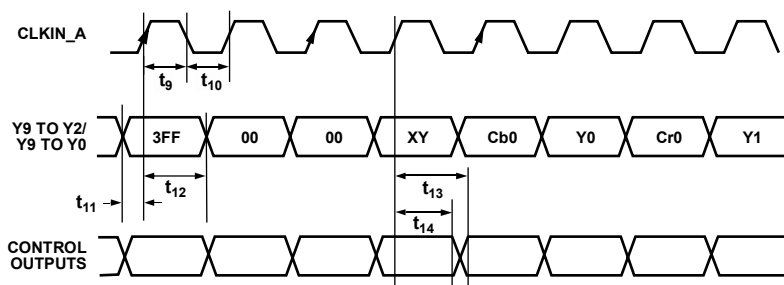 CLKIN_A
t9 t10
Y9 TO Y2/
Y9 TO Y0
3FF 00 00 XY Cb0 Y0 Cr0 Y1
t11 t12 t13
t14
CONTROL
OUTPUTS